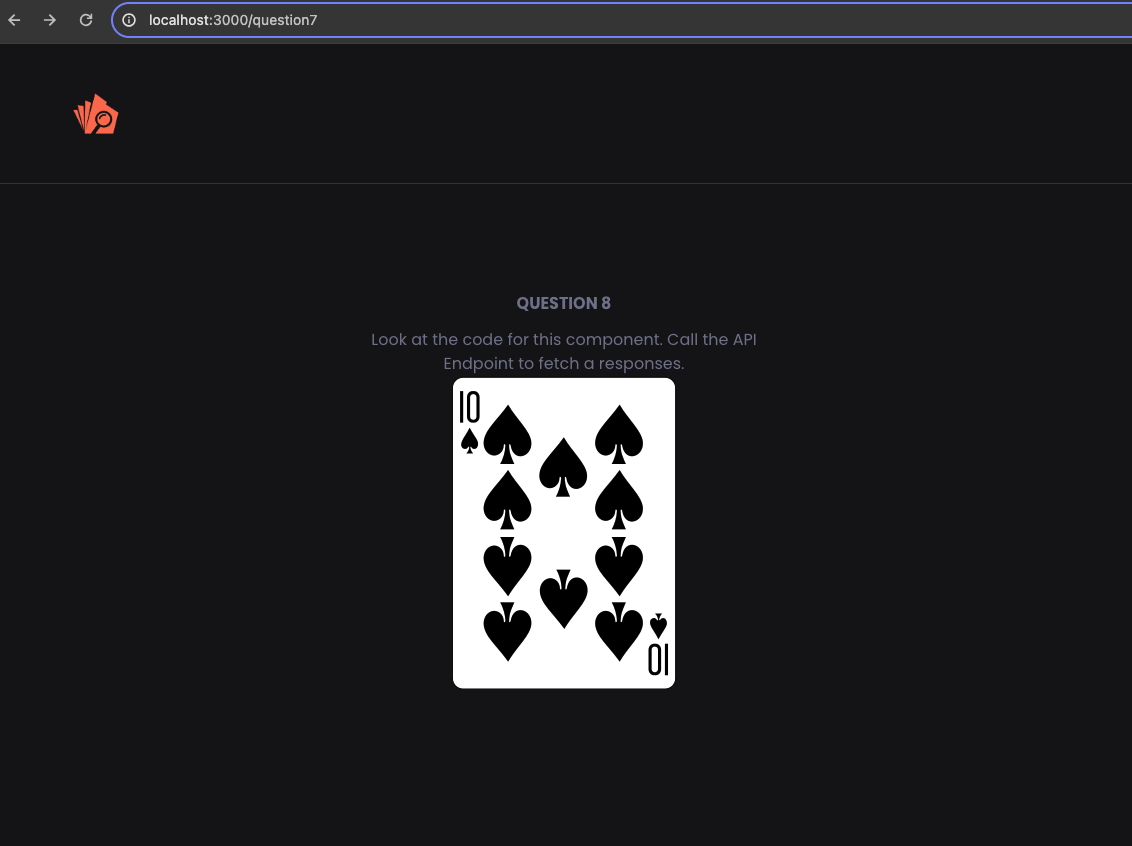 localhost:3000/question7
QUESTION 8
Look at the code for this component. Call the API
Endpoint to fetch a responses.
10
10